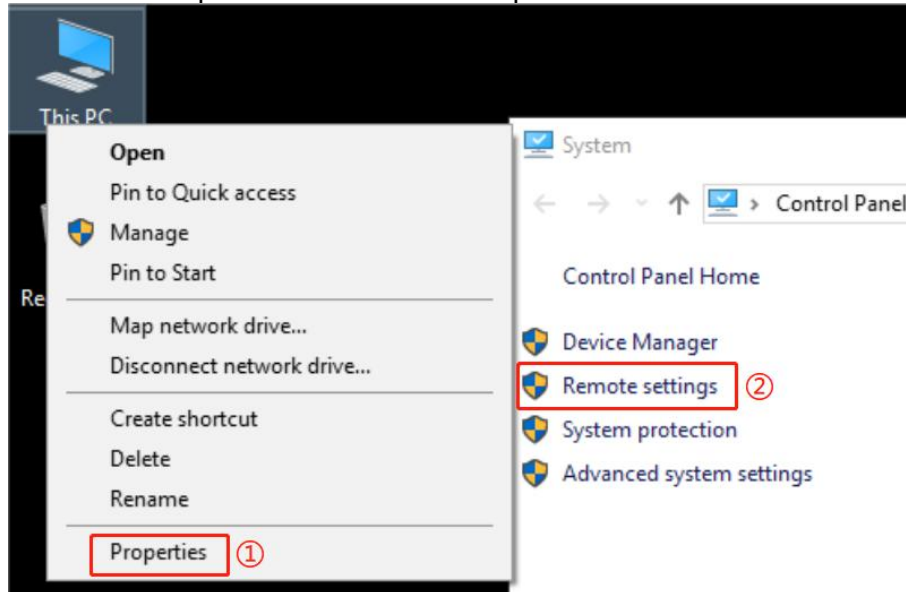 This PC
Open
Pin to Quick access
Manage
Pin to Start
Re
Map network drive...
Disconnect network drive...
Create shortcut
Delete
Rename
Properties ①
System
Control Panel
Control Panel Home
Device Manager
Remote settings ②
System protection
Advanced system settings